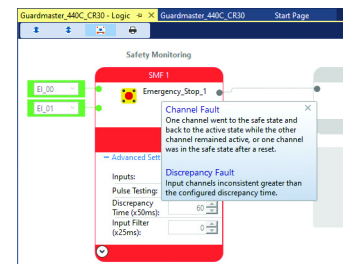 Guardmaster_440C_CR30 - Logic
Guardmaster_440C_CR30
Start Page
Safety Monitoring
SMF 1
EI_00
Emergency_Stop_1
EI_01
Channel Fault
One channel went to the safe state and
back to the active state while the other
channel remained active, or one channel
was in the safe state after a reset.
Discrepancy Fault
Input channels inconsistent greater than
the configured discrepancy time.
Advanced Sett
Inputs:
Pulse Testing:
Discrepancy
Time (x50ms):
60
Input Filter
(x25ms):
0